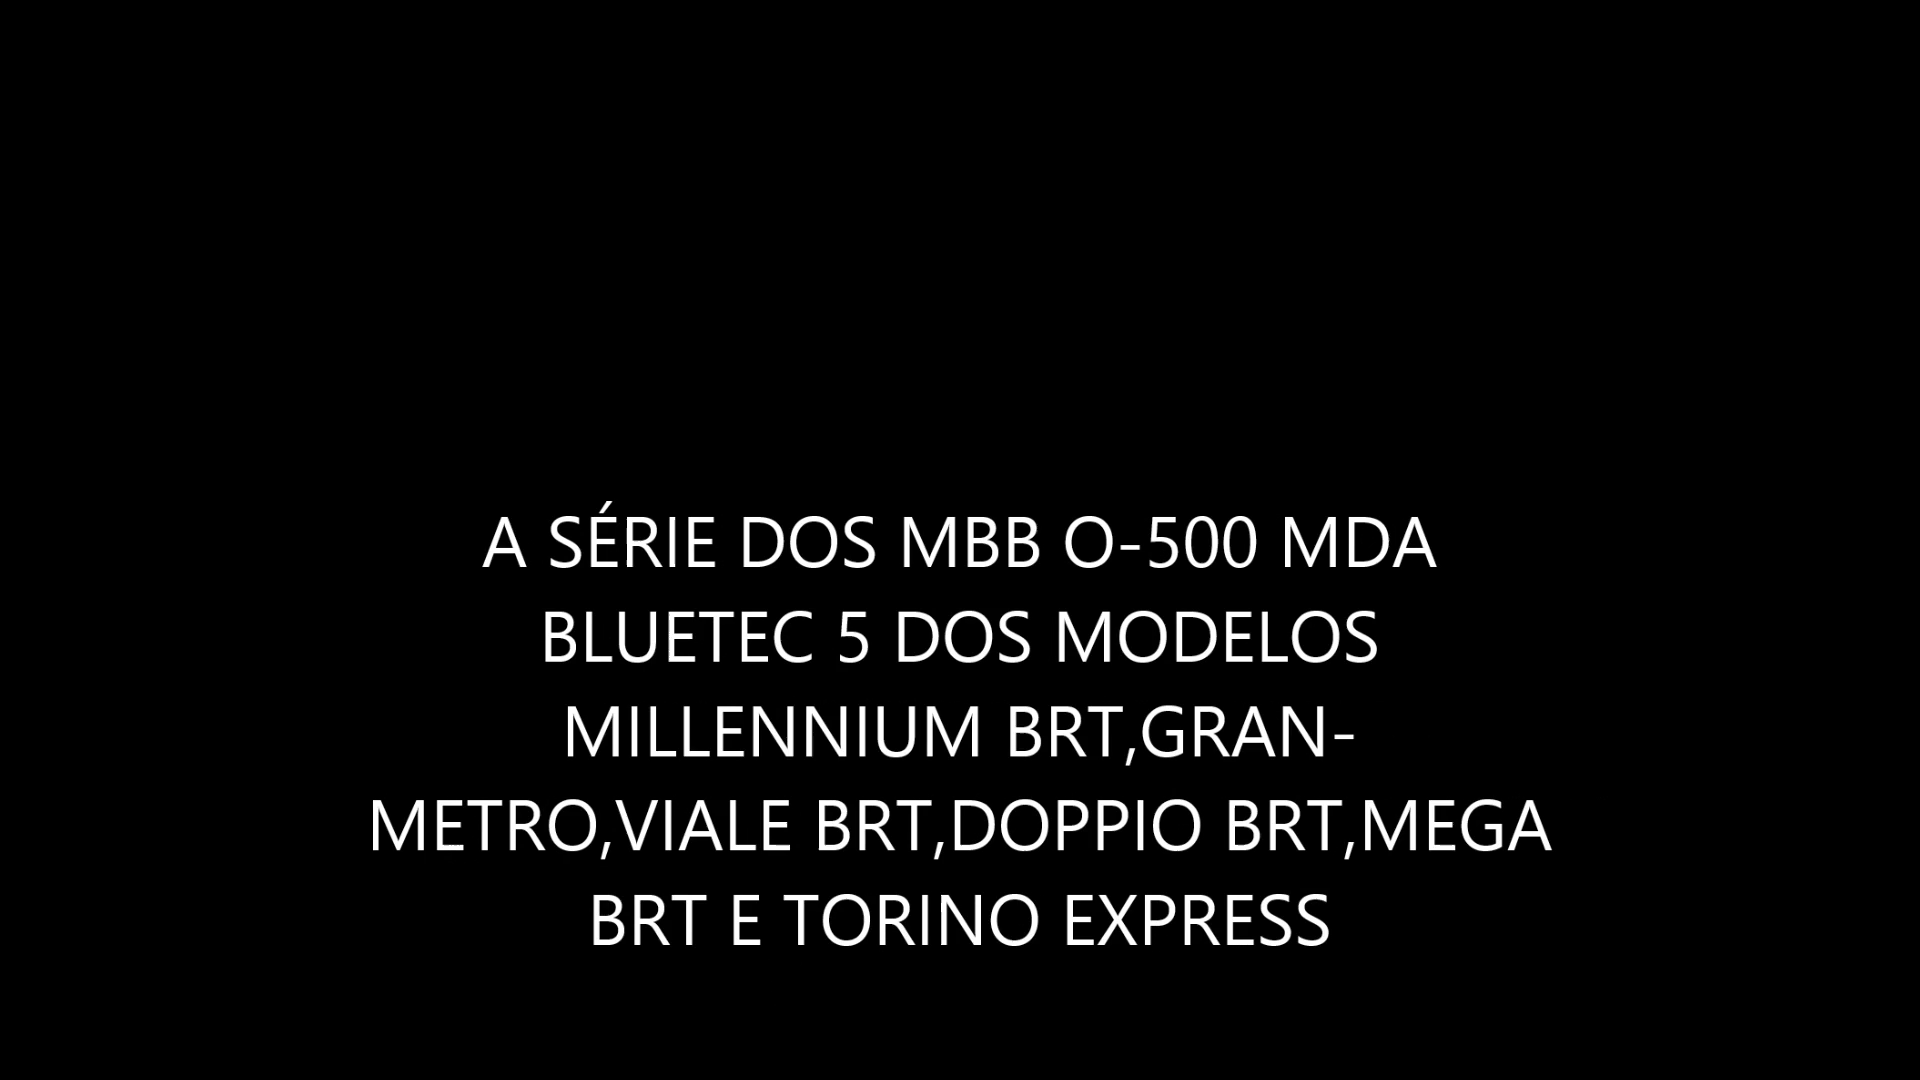 A SÉRIE DOS MBB O-500 MDA
BLUETEC 5 DOS MODELOS
MILLENNIUM BRT,GRAN-
METRO,VIALE BRT,DOPPIO BRT,MEGA
BRT E TORINO EXPRESS